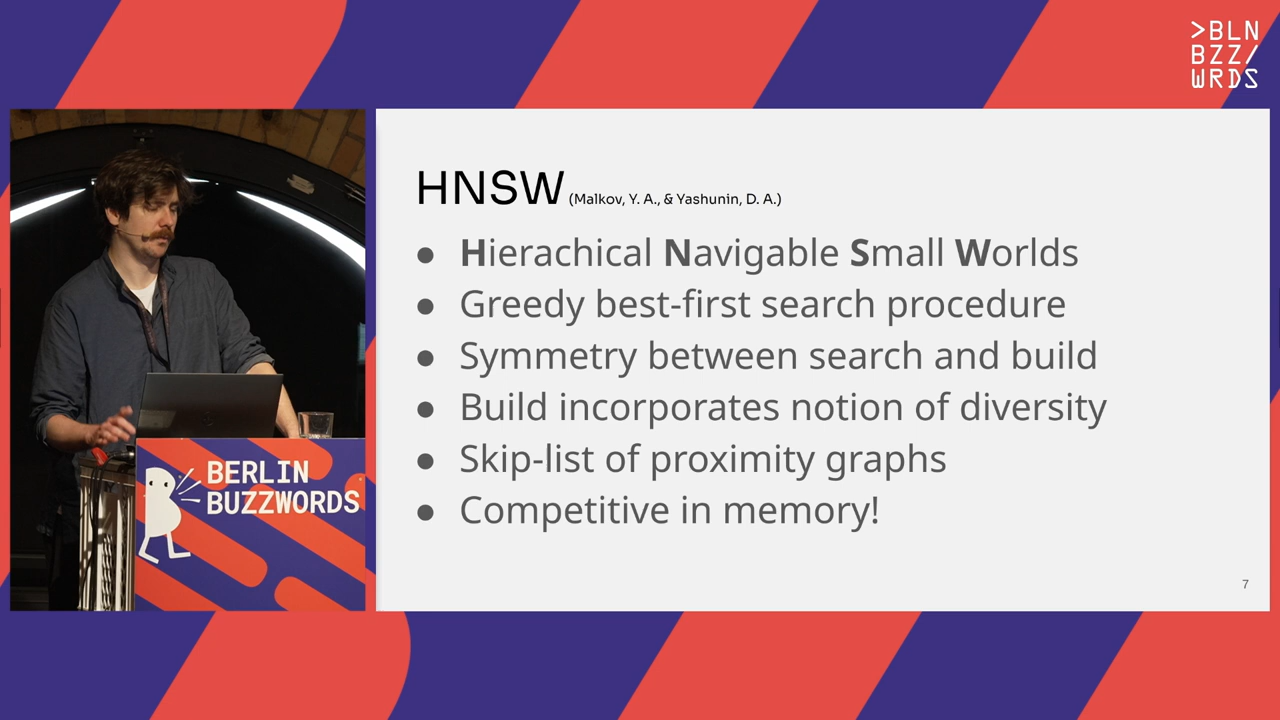 >BLN
BZZ/
WRDS
HNSW (Malkov, Y. A., & Yashunin, D. A.)
● Hierachical Navigable Small Worlds
● Greedy best-first search procedure
● Symmetry between search and build
● Build incorporates notion of diversity
● Skip-list of proximity graphs
● Competitive in memory!
7
BERLIN
BUZZWORDS